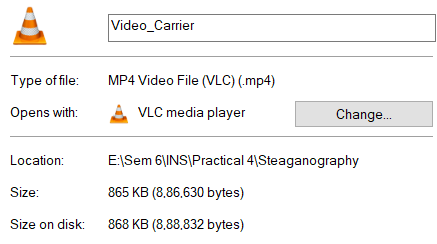 Video_Carrier
Type of file: MP4 Video File (VLC) (.mp4)
Opens with: VLC media player Change...
Location: E:\Sem 6\INS\Practical 4\Steaganography
Size: 865 KB (8,86,630 bytes)
Size on disk: 868 KB (8,88,832 bytes)